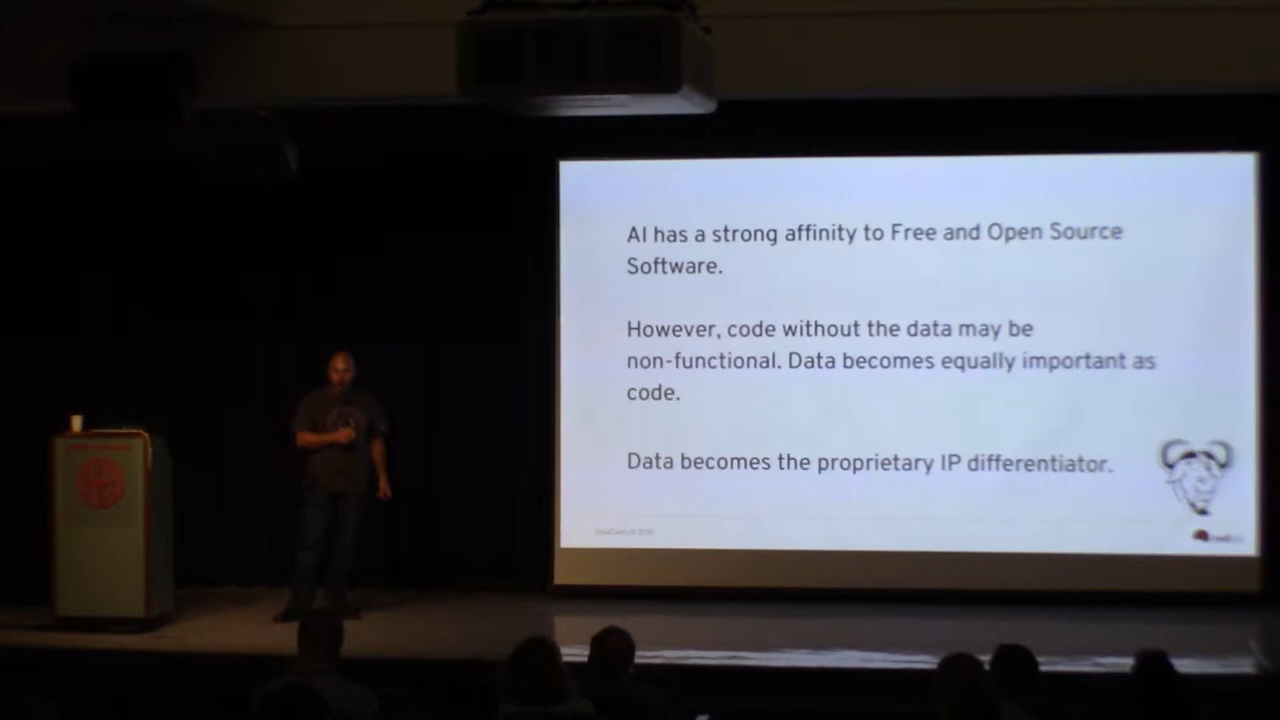 AI has a strong affinity to Free and Open Source
Software.
However, code without the data may be
non-functional. Data becomes equally important as
code.
Data becomes the proprietary IP differentiator.